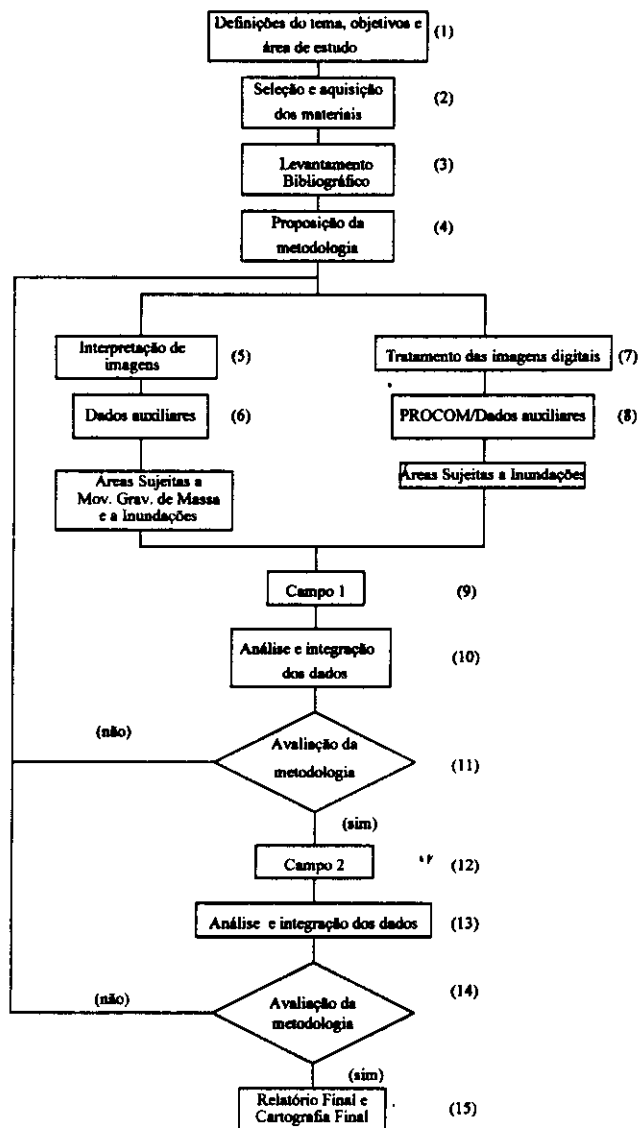 Definições do tema, objetivos e
área de estudo
(1)
Seleção e aquisição
dos materiais
(2)
Levantamento
Bibliográfico
(3)
Proposição da
metodologia
(4)
Interpretação de
imagens
(5)
Tratamento das imagens digitais
(7)
Dados auxiliares
(6)
PROCOM/Dados auxiliares
(8)
Áreas Sujeitas a
Mov. Grav. de Massa
e a Inundações
Áreas Sujeitas a Inundações
Campo 1
(9)
Análise e integração
dos dados
(10)
(não)
Avaliação da
metodologia
(11)
(sim)
Campo 2
(12)
Análise e integração dos dados
(13)
(não)
Avaliação da
metodologia
(14)
(sim)
Relatório Final e
Cartografia Final
(15)